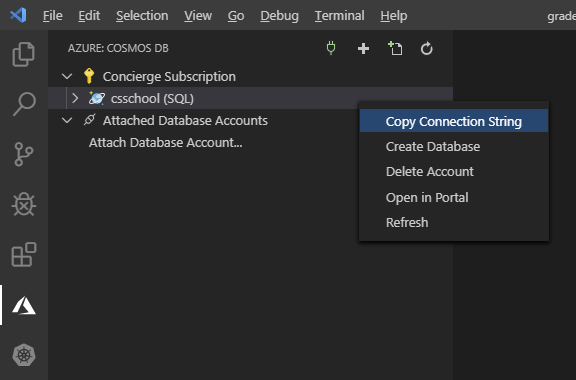 File Edit Selection View Go Debug Terminal Help grade
AZURE: COSMOS DB
Concierge Subscription
csschool (SQL)
Attached Database Accounts
Attach Database Account...
Copy Connection String
Create Database
Delete Account
Open in Portal
Refresh